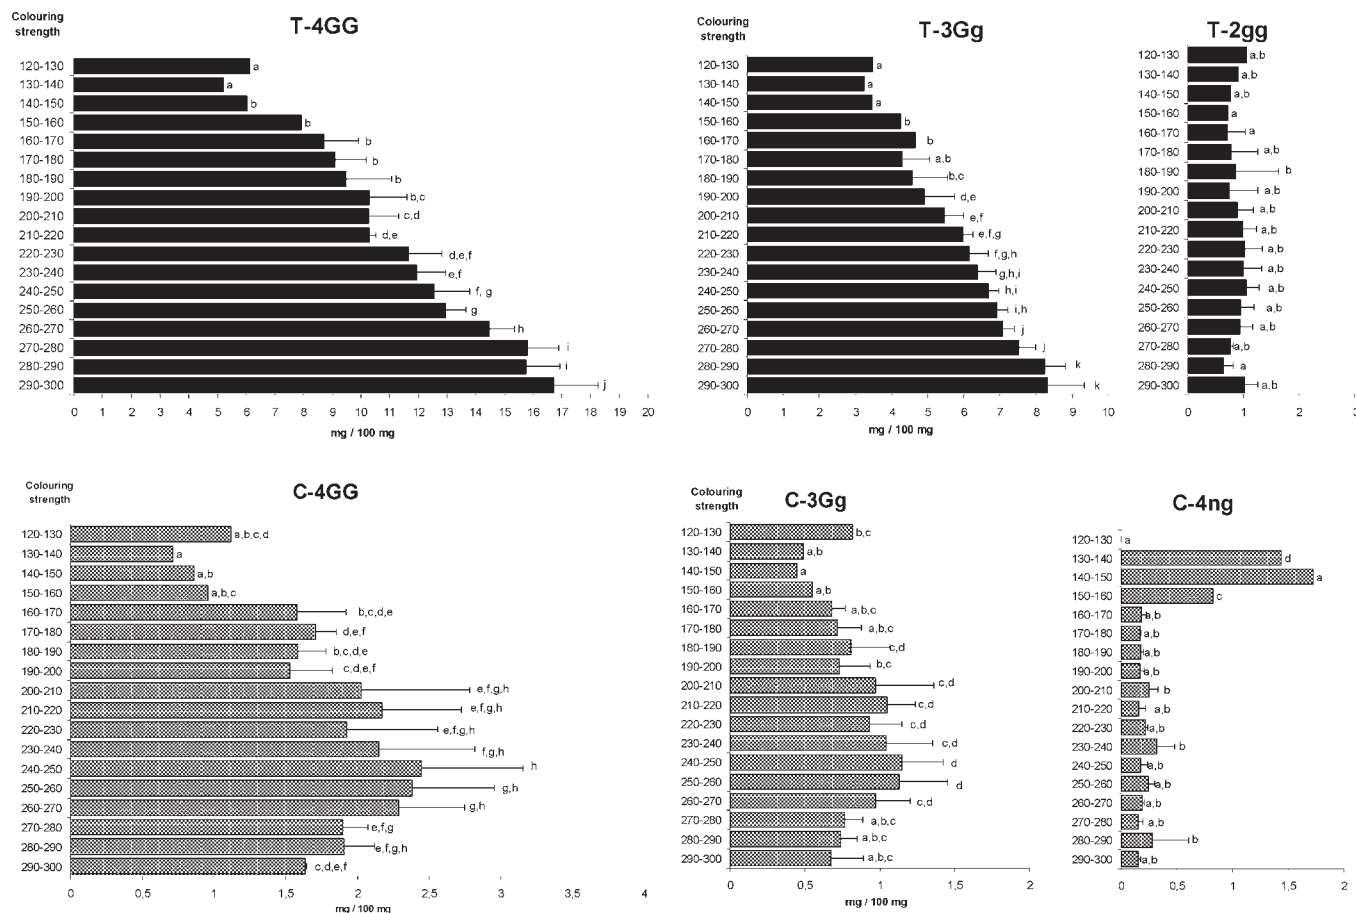 Colouring
strength
T-4GG
120-130 a
130-140 a
140-150 b
150-160 b
160-170 b
170-180 b
180-190 b
190-200 b,c
200-210 c,d
210-220 d,e
220-230 d,e,f
230-240 e,f
240-250 f, g
250-260 g
260-270 h
270-280 i
280-290 i
290-300 j
0 1 2 3 4 5 6 7 8 9 10 11 12 13 14 15 16 17 18 19 20
mg / 100 mg
Colouring
strength
T-3Gg
120-130 a
130-140 a
140-150 a
150-160 b
160-170 b
170-180 a,b
180-190 b,c
190-200 d,e
200-210 e,f
210-220 e,f,g
220-230 f,g,h
230-240 g,h,i
240-250 h,i
250-260 i,h
260-270 j
270-280 j
280-290 k
290-300 k
0 1 2 3 4 5 6 7 8 9 10
mg / 100 mg
T-2gg
120-130 a,b
130-140 a,b
140-150 a,b
150-160 a
160-170 a
170-180 a,b
180-190 b
190-200 a,b
200-210 a,b
210-220 a,b
220-230 a,b
230-240 a,b
240-250 a,b
250-260 a,b
260-270 a,b
270-280 a,b
280-290 a
290-300 a,b
0 1 2 3
Colouring
strength
C-4GG
120-130 a,b,c,d
130-140 a
140-150 a,b
150-160 a,b,c
160-170 b,c,d,e
170-180 d,e,f
180-190 b,c,d,e
190-200 c,d,e,f
200-210 e,f,g,h
210-220 e,f,g,h
220-230 e,f,g,h
230-240 f,g,h
240-250 h
250-260 g,h
260-270 g,h
270-280 e,f,g
280-290 e,f,g,h
290-300 c,d,e,f
0 0,5 1 1,5 2 2,5 3 3,5 4
mg / 100 mg
Colouring
strength
C-3Gg
120-130 b,c
130-140 a,b
140-150 a
150-160 a,b
160-170 a,b,c
170-180 a,b,c
180-190 c,d
190-200 b,c
200-210 c,d
210-220 c,d
220-230 c,d
230-240 c,d
240-250 d
250-260 d
260-270 c,d
270-280 a,b,c
280-290 a,b,c
290-300 a,b,c
0 0,5 1 1,5 2
mg / 100 mg
C-4ng
120-130 a
130-140 d
140-150 a
150-160 c
160-170 a,b
170-180 a,b
180-190 a,b
190-200 a,b
200-210 b
210-220 a,b
220-230 a,b
230-240 b
240-250 a,b
250-260 a,b
260-270 a,b
270-280 a,b
280-290 b
290-300 a,b
0 0,5 1 1,5 2